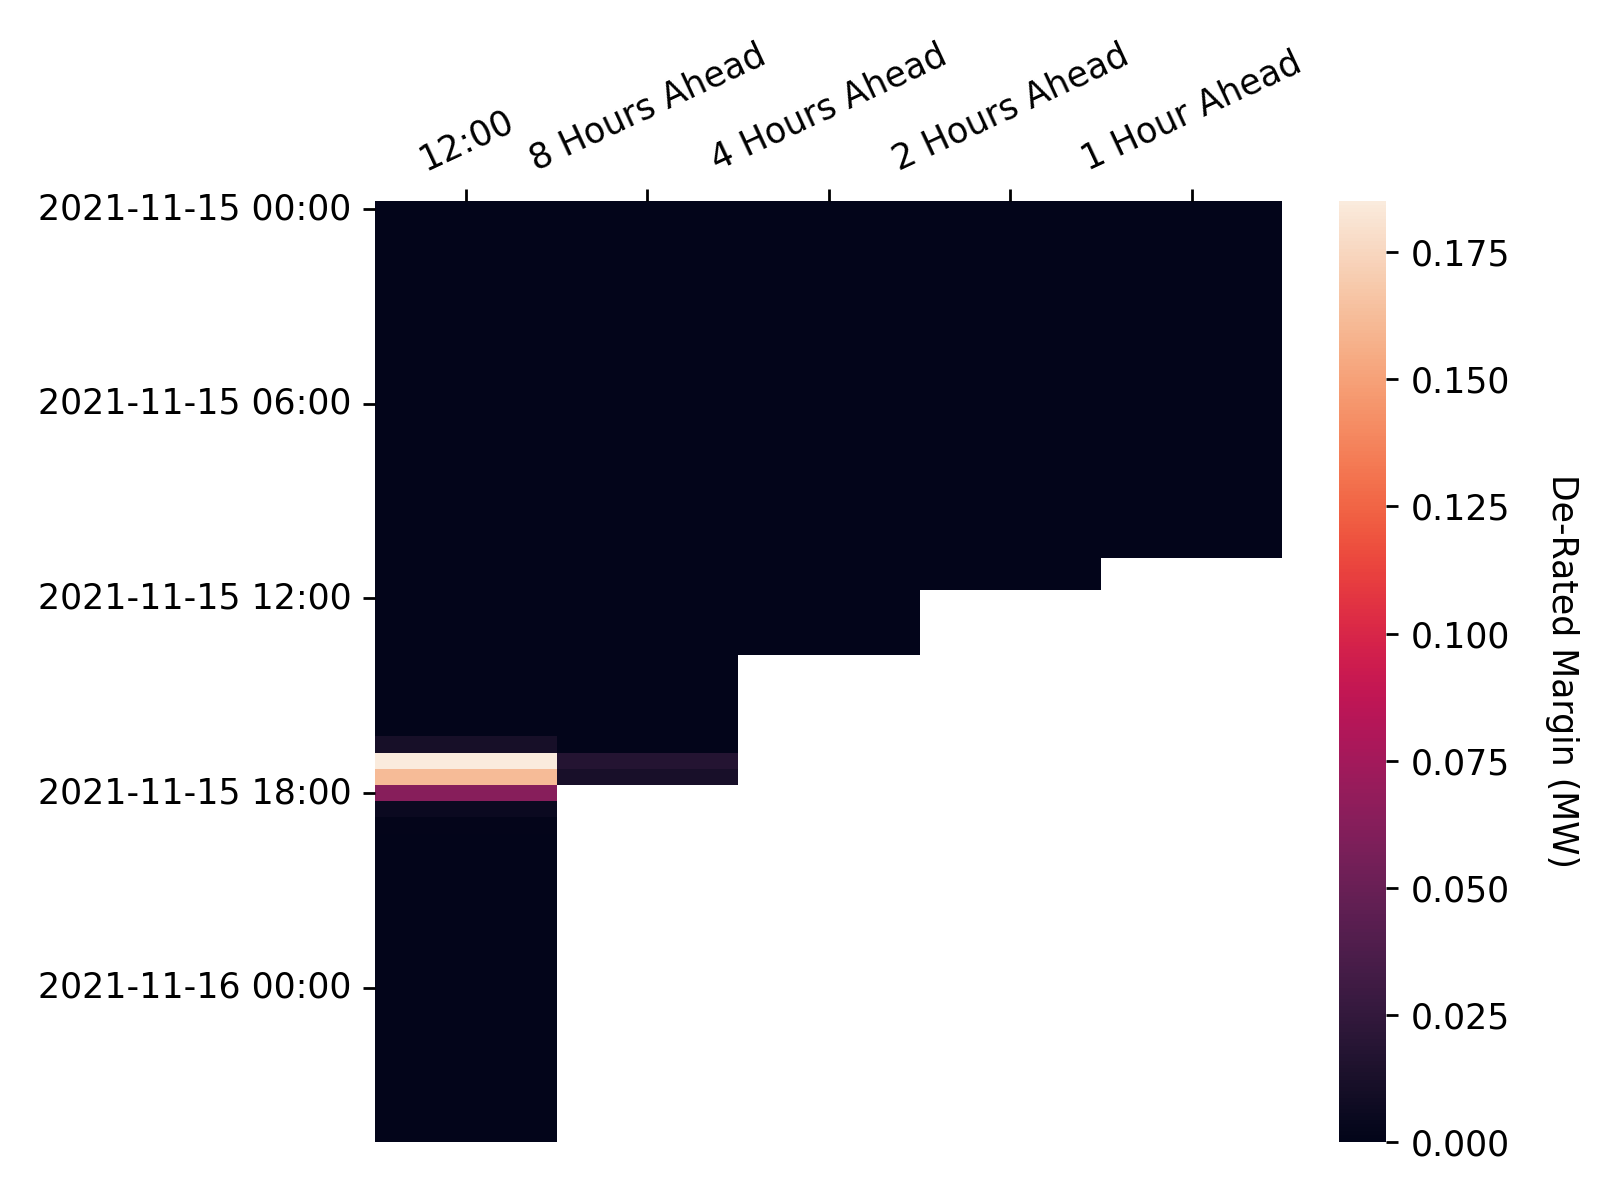 12:00
8 Hours Ahead
4 Hours Ahead
2 Hours Ahead
1 Hour Ahead
2021-11-15 00:00
2021-11-15 06:00
2021-11-15 12:00
2021-11-15 18:00
2021-11-16 00:00
0.175
0.150
0.125
0.100
0.075
0.050
0.025
0.000
De-Rated Margin (MW)